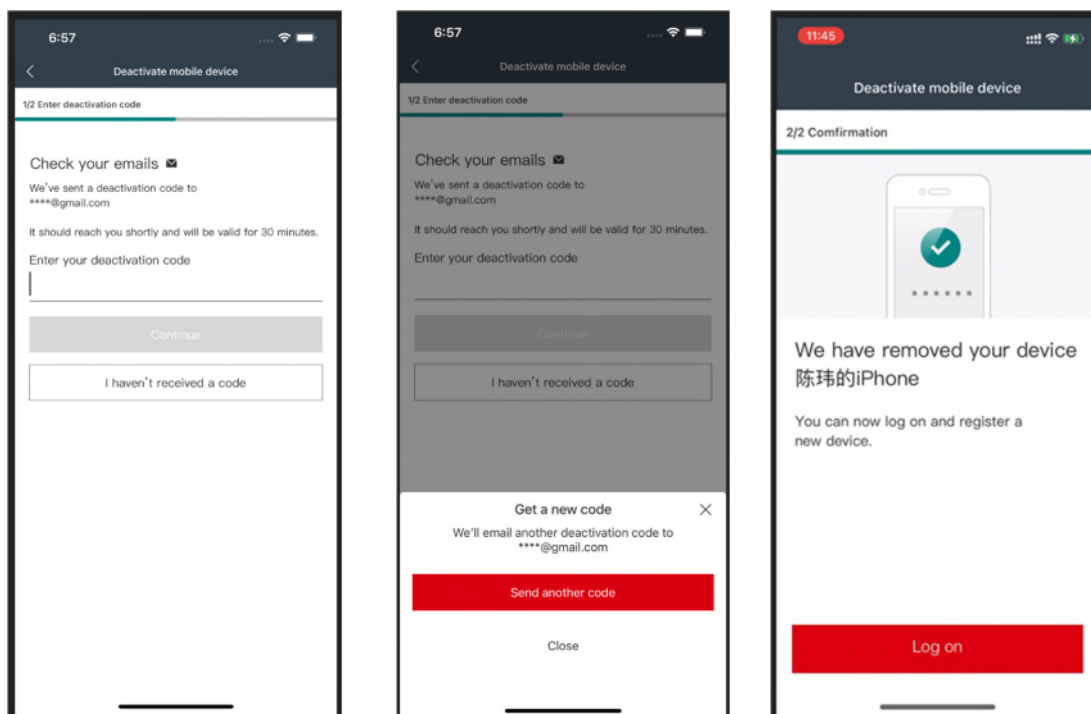 6:57
Deactivate mobile device
1/2 Enter deactivation code
Check your emails
We've sent a deactivation code to
****@gmail.com
It should reach you shortly and will be valid for 30 minutes.
Enter your deactivation code
Continue
I haven't received a code
6:57
Deactivate mobile device
1/2 Enter deactivation code
Check your emails
We've sent a deactivation code to
****@gmail.com
It should reach you shortly and will be valid for 30 minutes.
Enter your deactivation code
Continue
I haven't received a code
Get a new code
We'll email another deactivation code to
****@gmail.com
Send another code
Close
11:45
Deactivate mobile device
2/2 Comfirmation
We have removed your device
陈玮的iPhone
You can now log on and register a
new device.
Log on